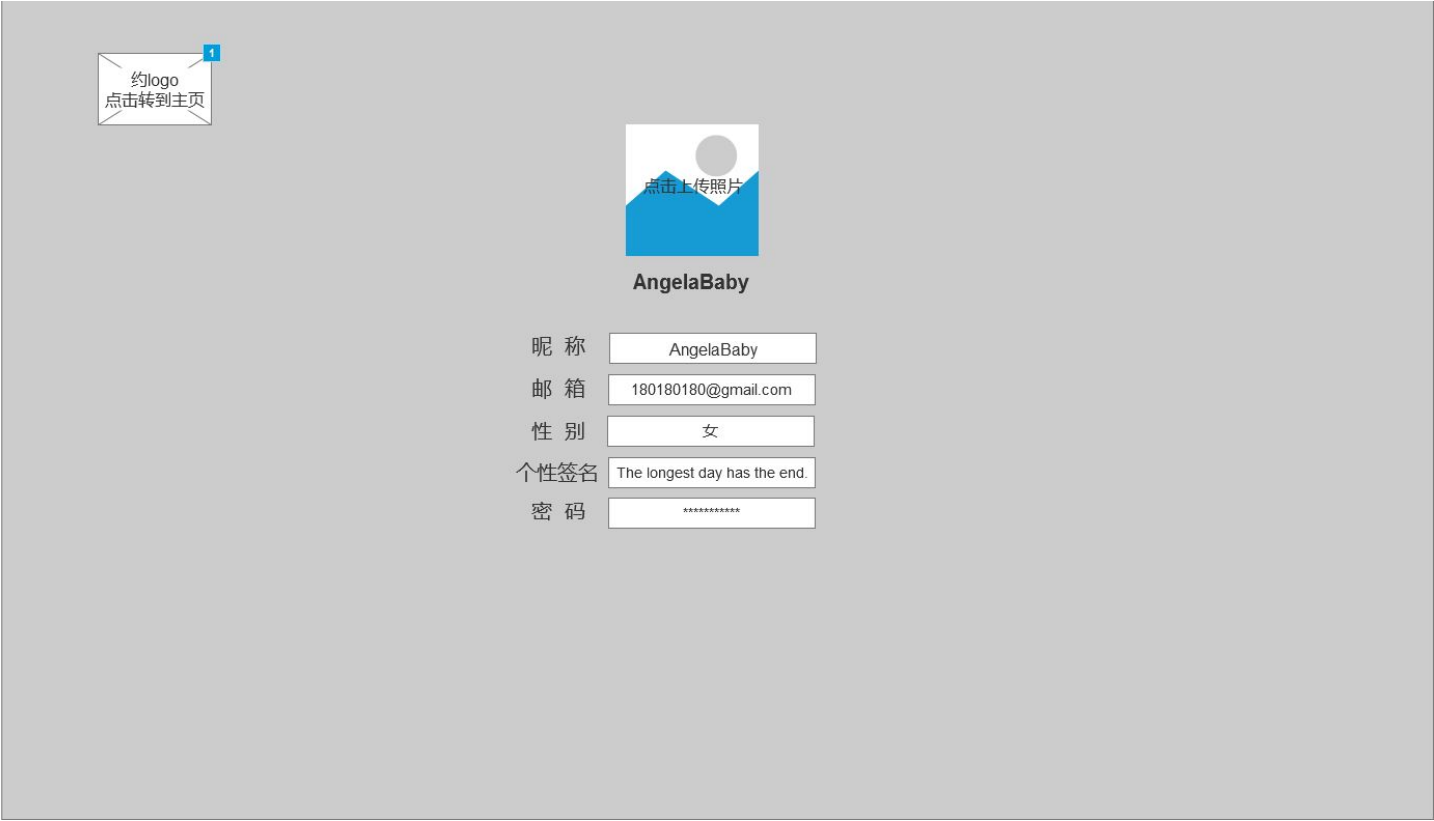 1
约logo
点击转到主页
点击上传照片
AngelaBaby
昵 称 AngelaBaby
邮 箱 180180180@gmail.com
性 别 女
个性签名 The longest day has the end.
密 码 ***********